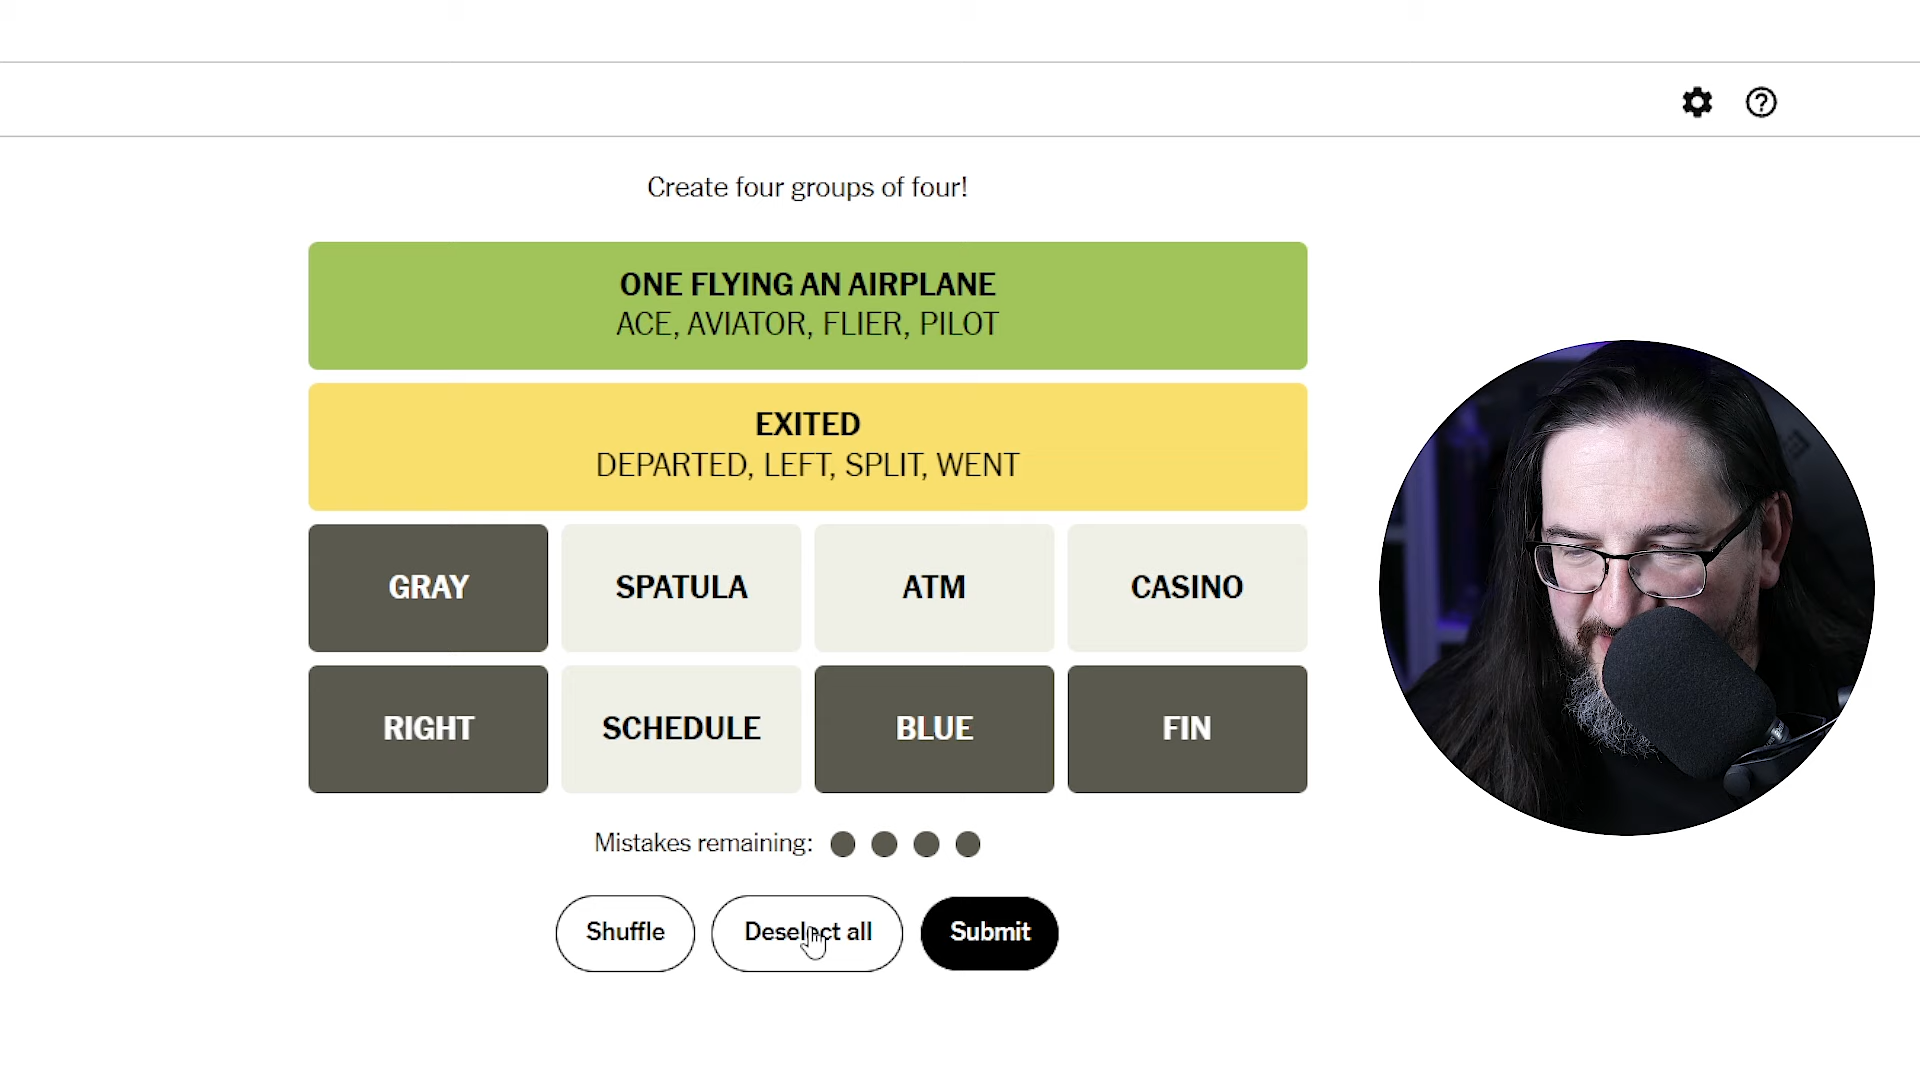 Create four groups of four!
ONE FLYING AN AIRPLANE
ACE, AVIATOR, FLIER, PILOT
EXITED
DEPARTED, LEFT, SPLIT, WENT
GRAY SPATULA ATM CASINO
RIGHT SCHEDULE BLUE FIN
Mistakes remaining:
Shuffle Deselect all Submit